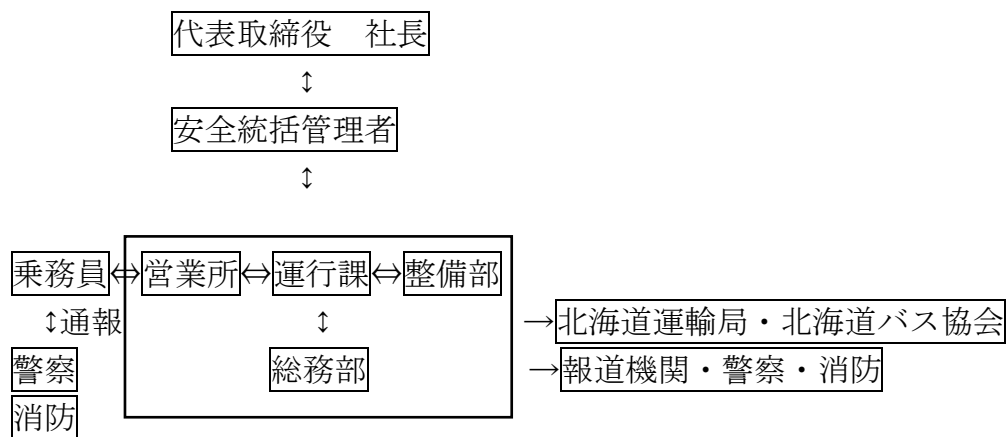 代表取締役 社長
↕
安全統括管理者
↕
乗務員⇔営業所⇔運行課⇔整備部
↕通報 ↕ →北海道運輸局・北海道バス協会
警察 総務部 →報道機関・警察・消防
消防